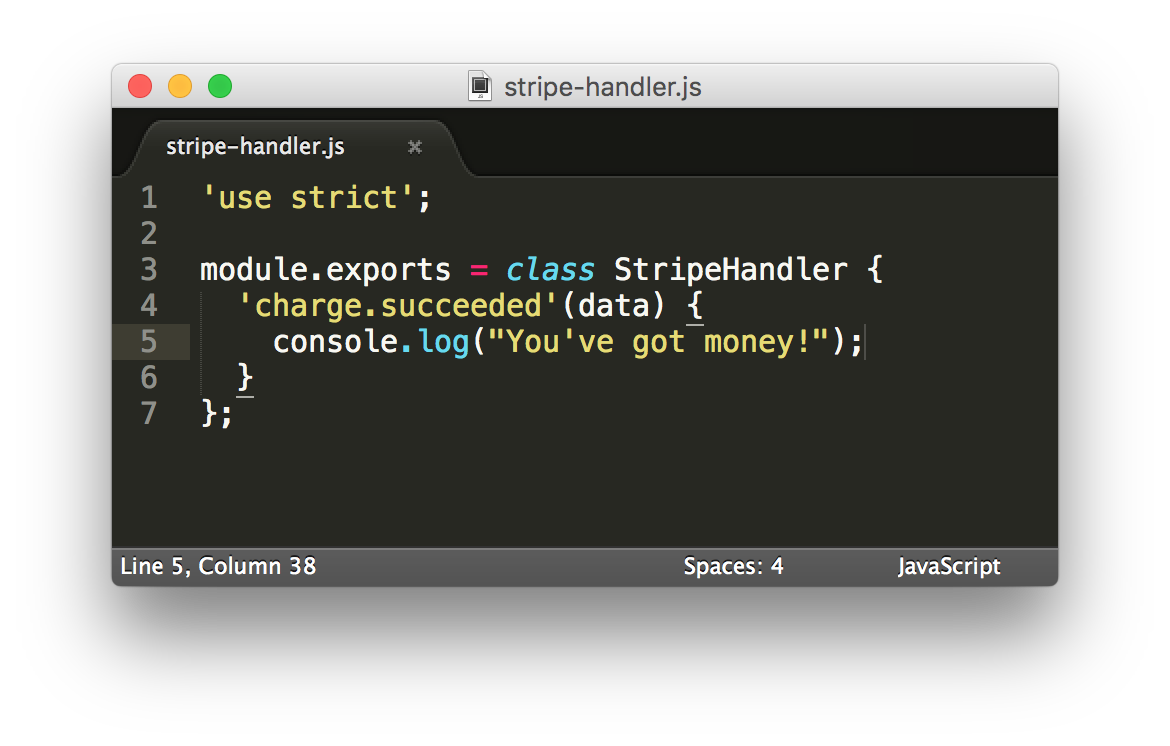 stripe-handler.js
stripe-handler.js ×
1 'use strict';
2
3 module.exports = class StripeHandler {
4   'charge.succeeded'(data) {
5     console.log("You've got money!");
6   }
7 };
Line 5, Column 38 Spaces: 4 JavaScript